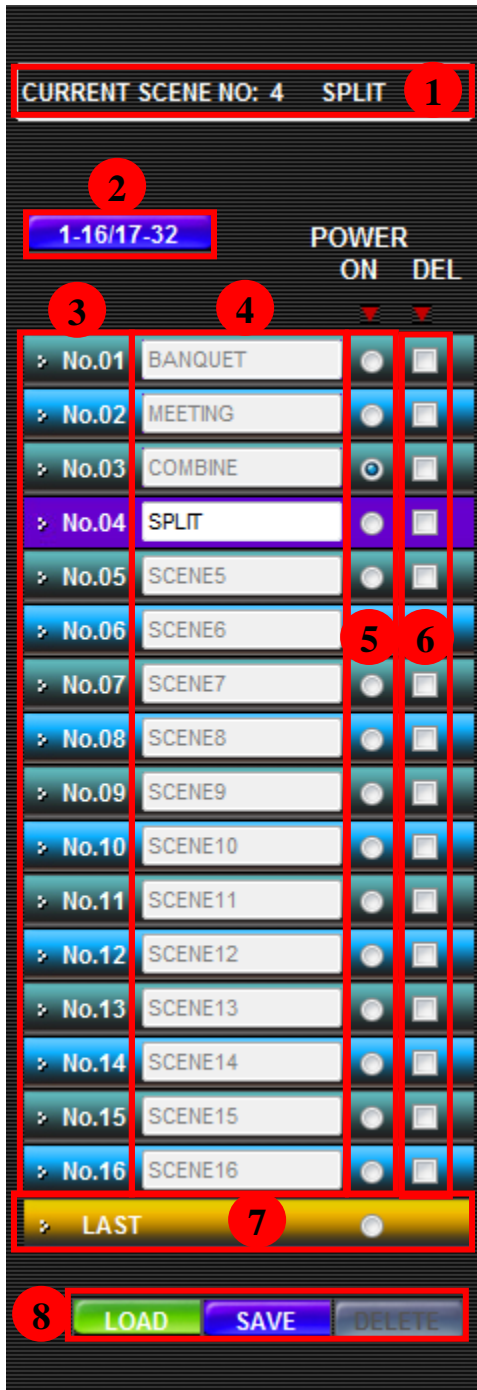 CURRENT SCENE NO: 4 SPLIT 1
2
1-16/17-32 POWER
ON DEL
3 4
No.01 BANQUET
No.02 MEETING
No.03 COMBINE
No.04 SPLIT
No.05 SCENE5
No.06 SCENE6 5 6
No.07 SCENE7
No.08 SCENE8
No.09 SCENE9
No.10 SCENE10
No.11 SCENE11
No.12 SCENE12
No.13 SCENE13
No.14 SCENE14
No.15 SCENE15
No.16 SCENE16
LAST 7
8 LOAD SAVE DELETE